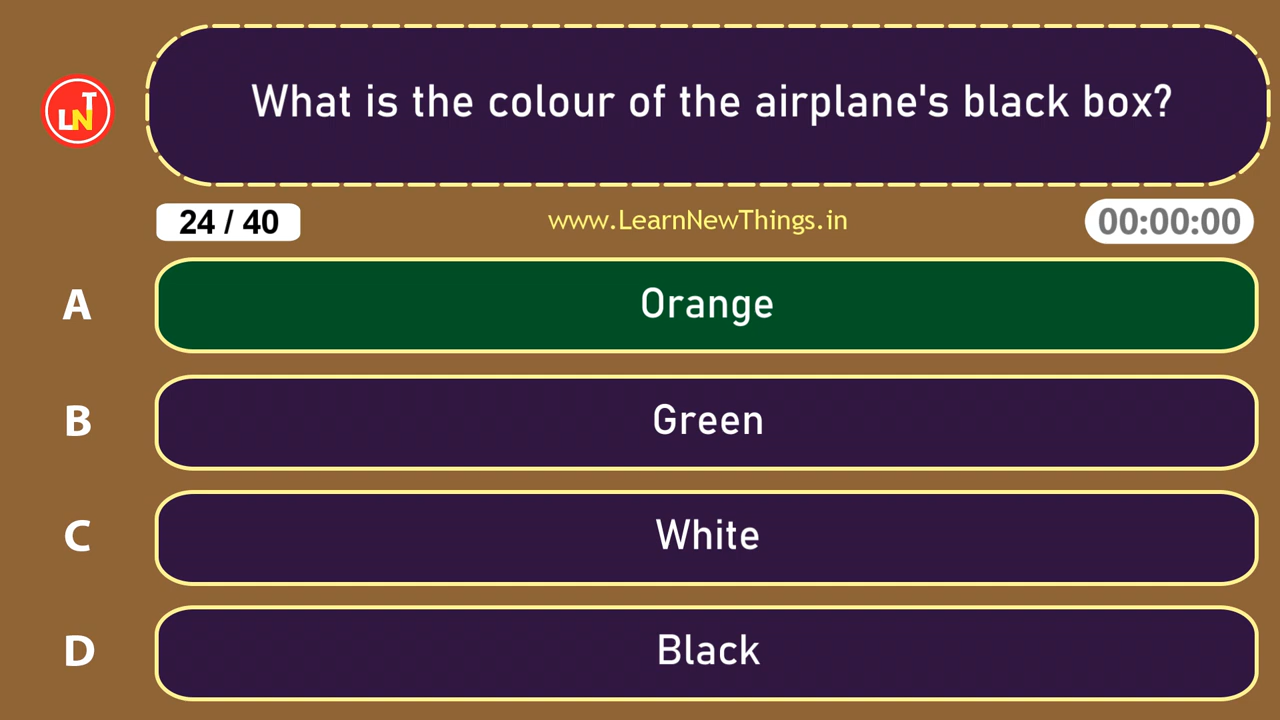 What is the colour of the airplane's black box?
LNT
24 / 40
www.LearnNewThings.in
00:00:00
A
Orange
B
Green
C
White
D
Black